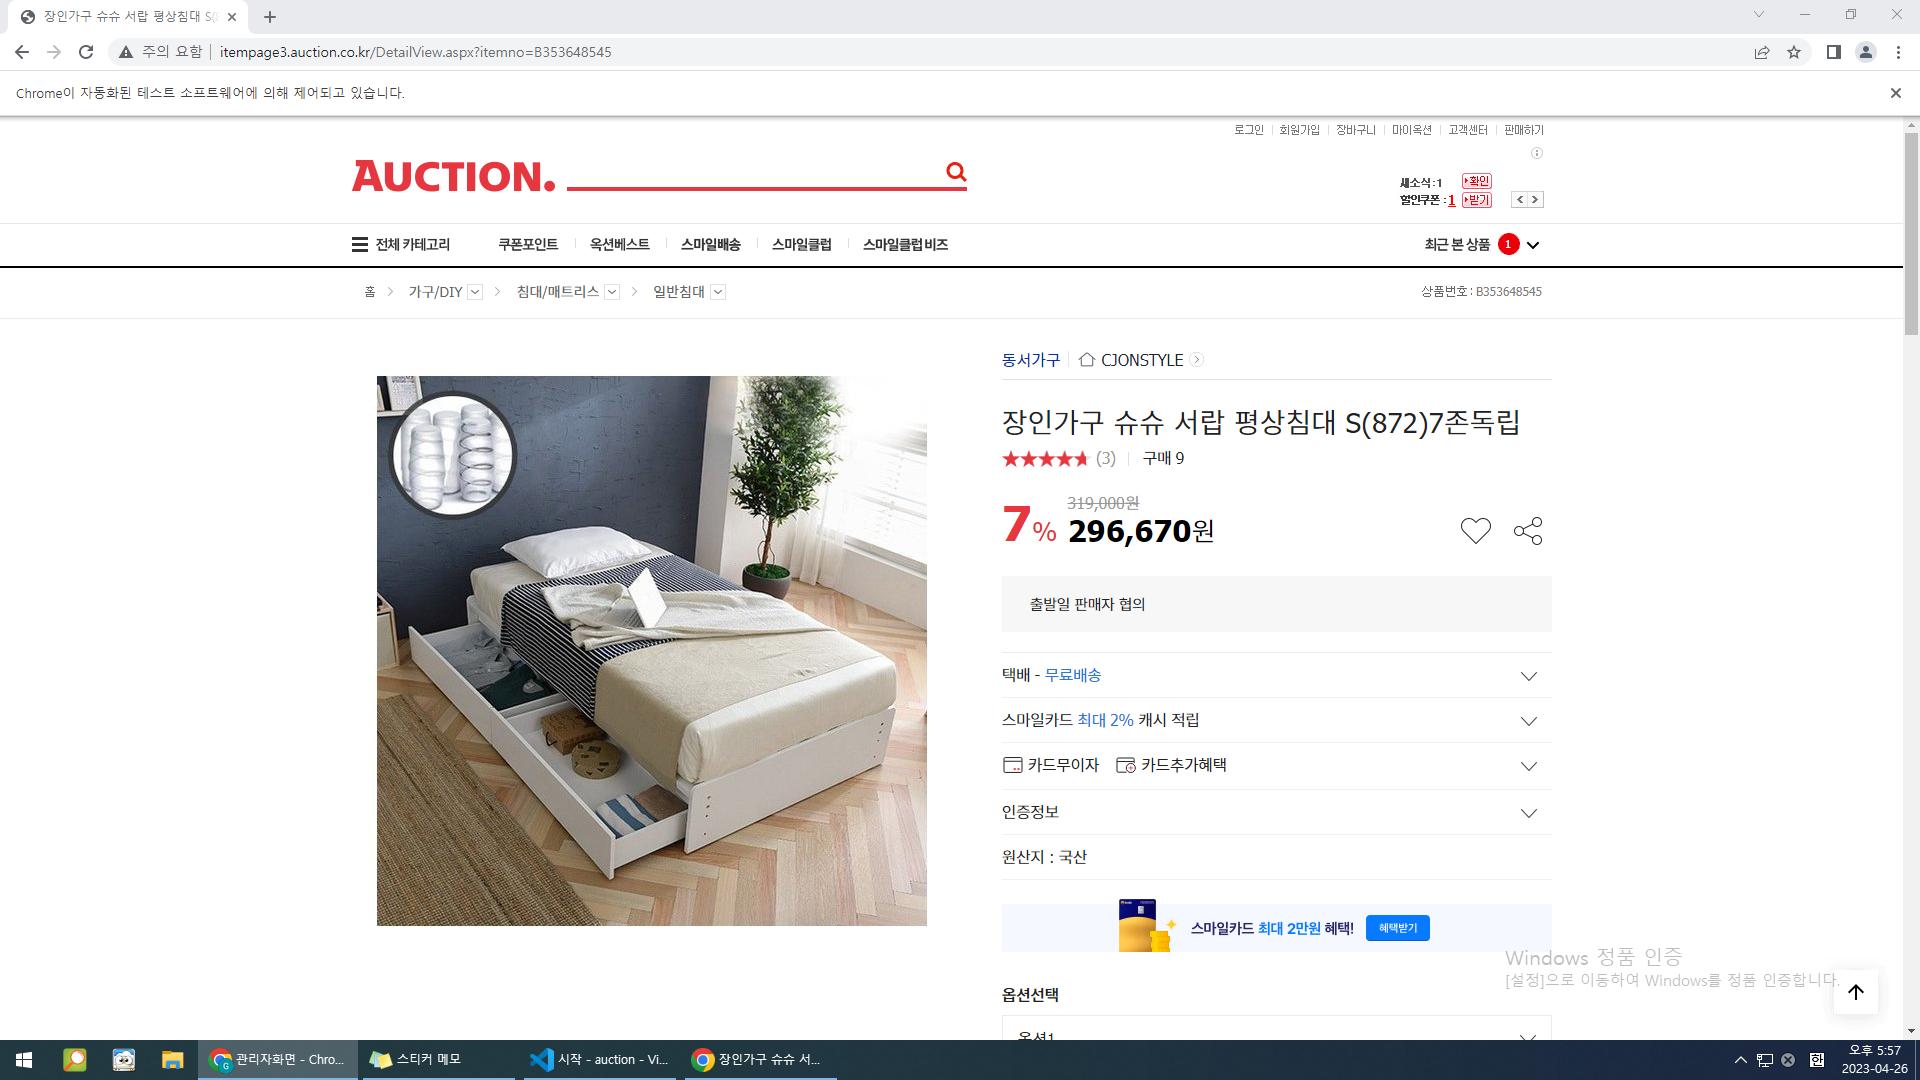 장인가구 슈슈 서랍 평상침대 S(
주의 요함
itempage3.auction.co.kr/DetailView.aspx?itemno=B353648545
Chrome이 자동화된 테스트 소프트웨어에 의해 제어되고 있습니다.
로그인 회원가입 장바구니 마이옥션 고객센터 판매하기
AUCTION.
새소식 : 1 확인
할인쿠폰 : 1 받기
전체 카테고리 쿠폰포인트 옥션베스트 스마일배송 스마일클럽 스마일클럽 비즈 최근 본 상품 1
홈 가구/DIY 침대/매트리스 일반침대 상품번호 : B353648545
동서가구 CJONSTYLE
장인가구 슈슈 서랍 평상침대 S(872)7존독립
(3) 구매 9
319,000원
7% 296,670원
출발일 판매자 협의
택배 - 무료배송
스마일카드 최대 2% 캐시 적립
카드무이자 카드추가혜택
인증정보
원산지 : 국산
스마일카드 최대 2만원 혜택! 혜택받기
Windows 정품 인증
[설정]으로 이동하여 Windows를 정품 인증합니다.
옵션선택
옵션1
관리자화면 - Chro...
스티커 메모
시작 - auction - Vi...
장인가구 슈슈 서...
한
오후 5:57
2023-04-26